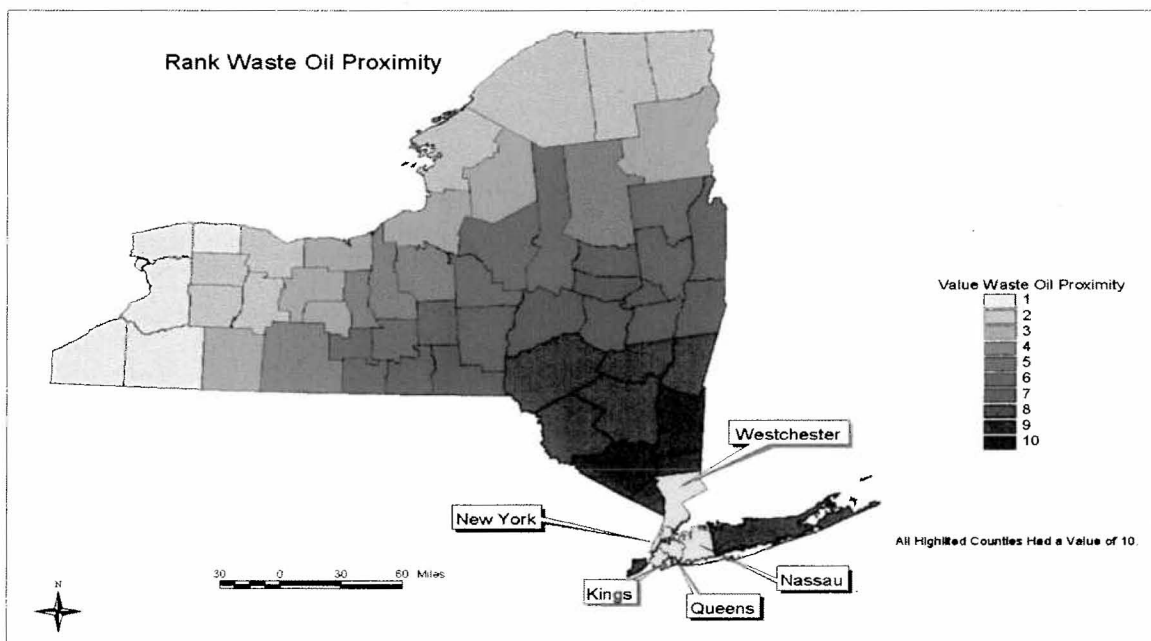 Rank Waste Oil Proximity
Value Waste Oil Proximity
1
2
3
4
5
6
7
8
9
10
Westchester
New York
All Highlited Counties Had a Value of 10.
Nassau
Kings
Queens
30 0 30 60 Miles
N